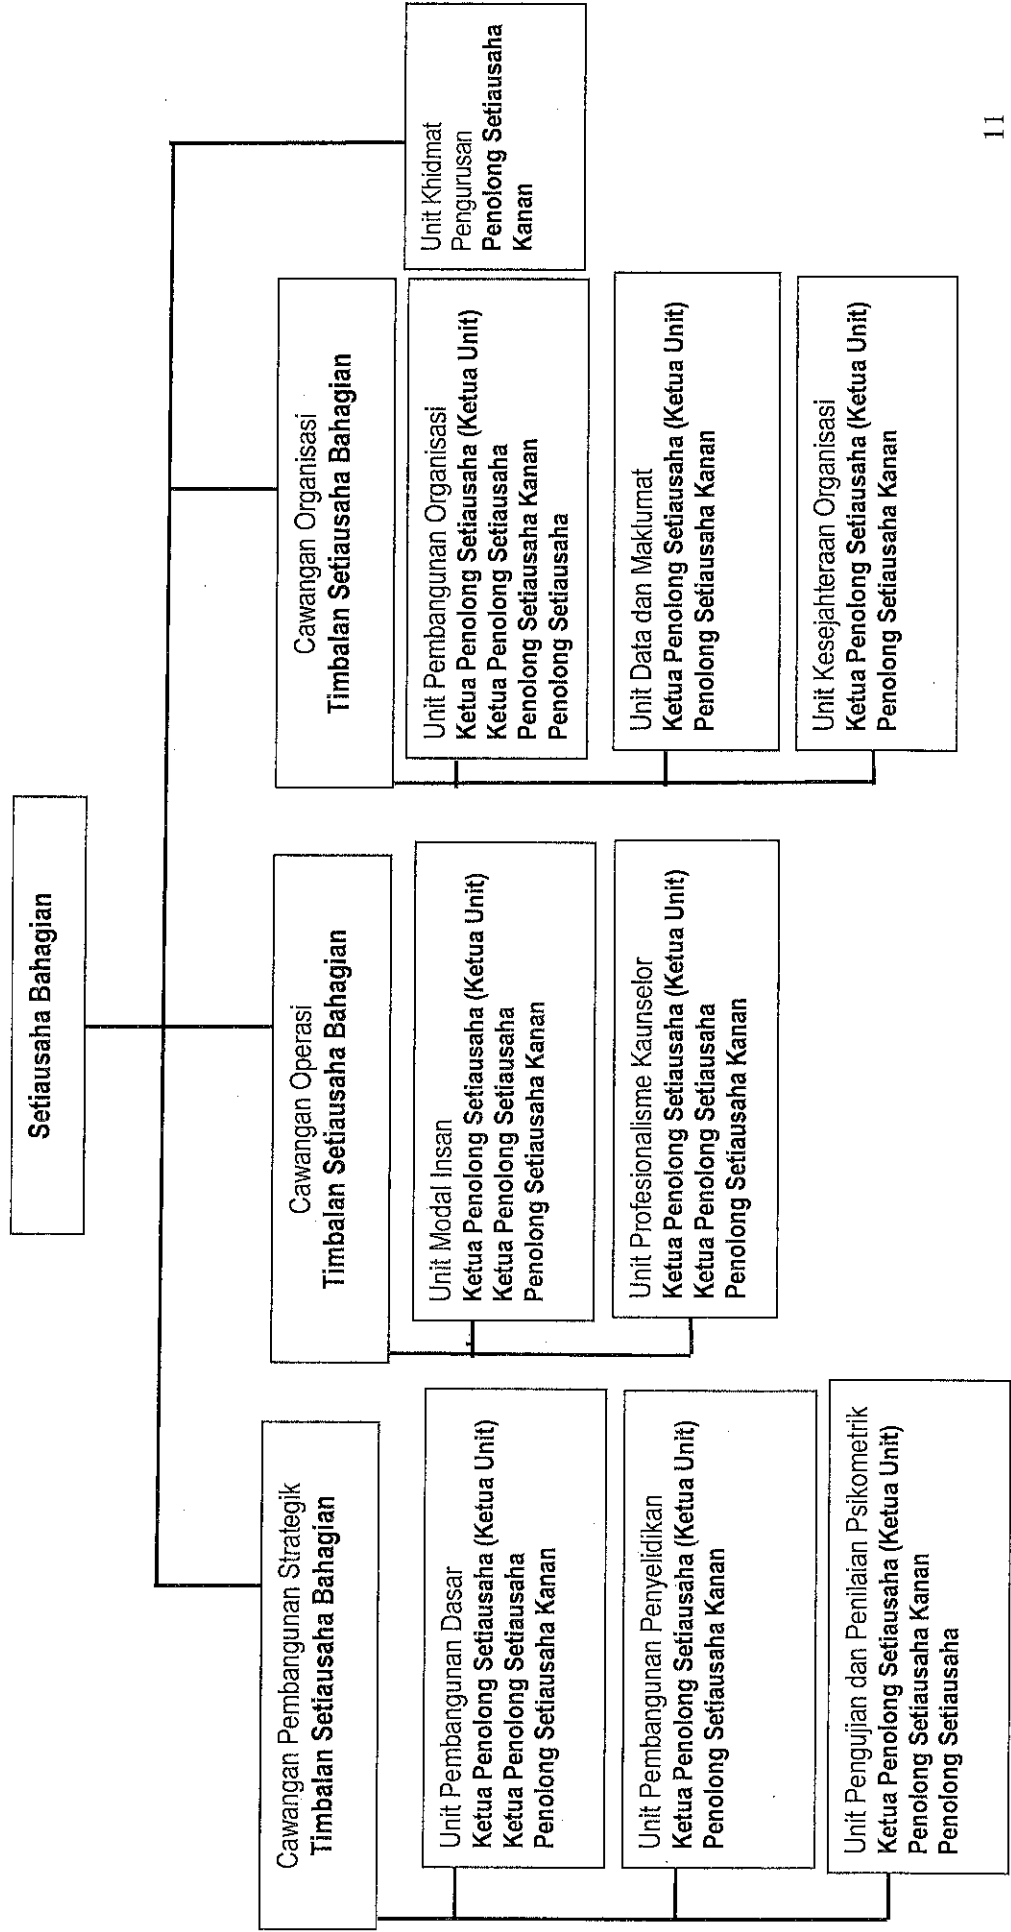 Setiausaha Bahagian
Cawangan Pembangunan Strategik
Timbalan Setiausaha Bahagian
Unit Pembangunan Dasar
Ketua Penolong Setiausaha (Ketua Unit)
Ketua Penolong Setiausaha
Penolong Setiausaha Kanan
Unit Pembangunan Penyelidikan
Ketua Penolong Setiausaha (Ketua Unit)
Penolong Setiausaha Kanan
Unit Pengujian dan Penilaian Psikometrik
Ketua Penolong Setiausaha (Ketua Unit)
Penolong Setiausaha Kanan
Penolong Setiausaha
Cawangan Operasi
Timbalan Setiausaha Bahagian
Unit Modal Insan
Ketua Penolong Setiausaha (Ketua Unit)
Ketua Penolong Setiausaha
Penolong Setiausaha Kanan
Unit Profesionalisme Kaunselor
Ketua Penolong Setiausaha (Ketua Unit)
Ketua Penolong Setiausaha
Penolong Setiausaha Kanan
Cawangan Organisasi
Timbalan Setiausaha Bahagian
Unit Pembangunan Organisasi
Ketua Penolong Setiausaha (Ketua Unit)
Ketua Penolong Setiausaha
Penolong Setiausaha Kanan
Penolong Setiausaha
Unit Data dan Maklumat
Ketua Penolong Setiausaha (Ketua Unit)
Penolong Setiausaha Kanan
Unit Kesejahteraan Organisasi
Ketua Penolong Setiausaha (Ketua Unit)
Penolong Setiausaha Kanan
Unit Khidmat
Pengurusan
Penolong Setiausaha
Kanan
11